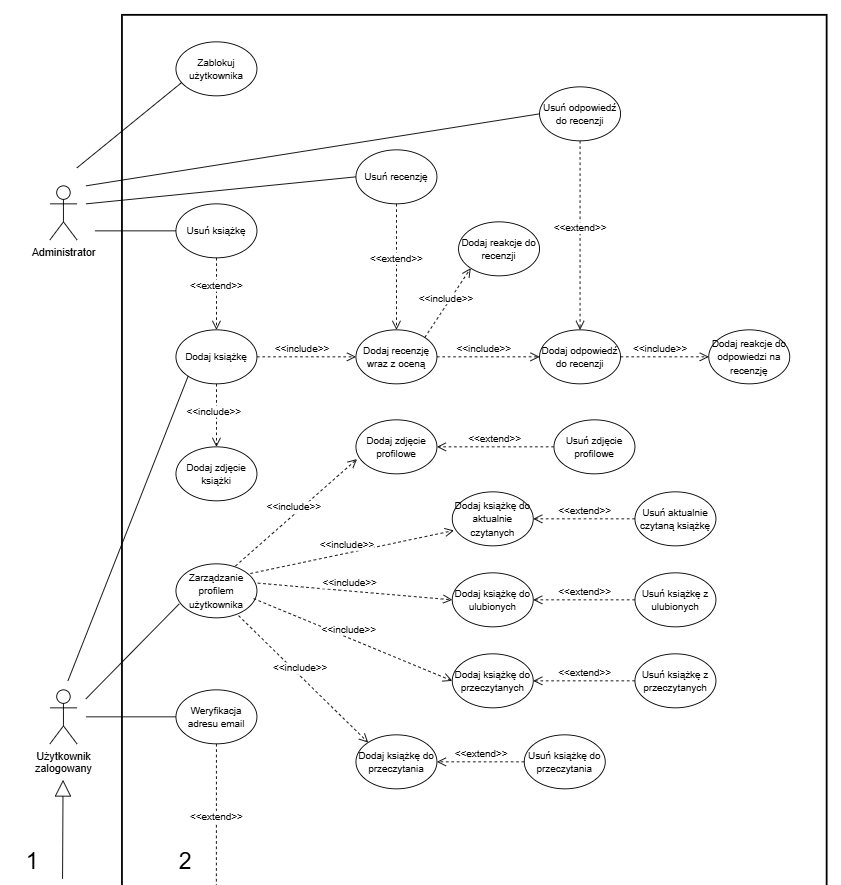 Zablokuj
użytkownika
Usuń odpowiedź
do recenzji
Usuń recenzję
Administrator
Usuń książkę
<<extend>>
Dodaj reakcje do
recenzji
<<extend>>
<<extend>>
<<include>>
Dodaj książkę
<<include>>
Dodaj recenzję
wraz z oceną
<<include>>
Dodaj odpowiedź
do recenzji
<<include>>
Dodaj reakcje do
odpowiedzi na
recenzję
<<include>>
Dodaj zdjęcie
książki
Dodaj zdjęcie
profilowe
<<extend>>
Usuń zdjęcie
profilowe
<<include>>
Dodaj książkę do
aktualnie
czytanych
<<extend>>
Usuń aktualnie
czytaną książkę
<<include>>
Zarządzanie
profilem
użytkownika
<<include>>
Dodaj książkę do
ulubionych
<<extend>>
Usuń książkę z
ulubionych
<<include>>
Dodaj książkę do
przeczytanych
<<extend>>
Usuń książkę z
przeczytanych
<<include>>
Użytkownik
zalogowany
Weryfikacja
adresu email
Dodaj książkę do
przeczytania
<<extend>>
Usuń książkę do
przeczytania
<<extend>>
1
2